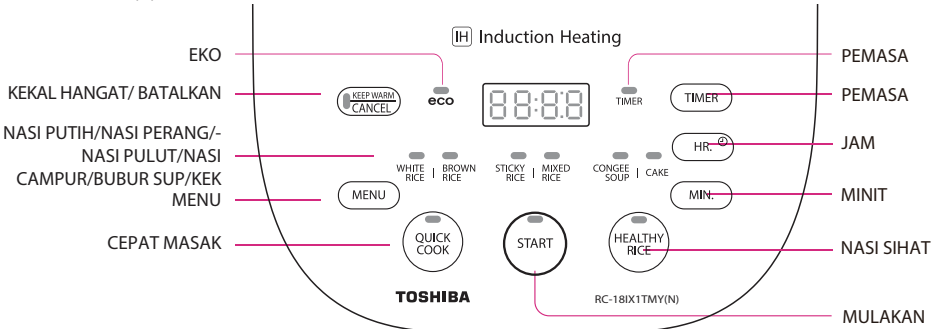 IH Induction Heating
EKO
KEKAL HANGAT/ BATALKAN
NASI PUTIH/NASI PERANG/-
NASI PULUT/NASI
CAMPUR/BUBUR SUP/KEK
MENU
CEPAT MASAK
KEEP WARM
CANCEL
eco
88:88
TIMER
TIMER
HR.
MIN.
WHITE RICE | BROWN RICE
STICKY RICE | MIXED RICE
CONGEE SOUP | CAKE
MENU
QUICK
COOK
START
HEALTHY
RICE
TOSHIBA
RC-18IX1TMY(N)
PEMASA
PEMASA
JAM
MINIT
NASI SIHAT
MULAKAN